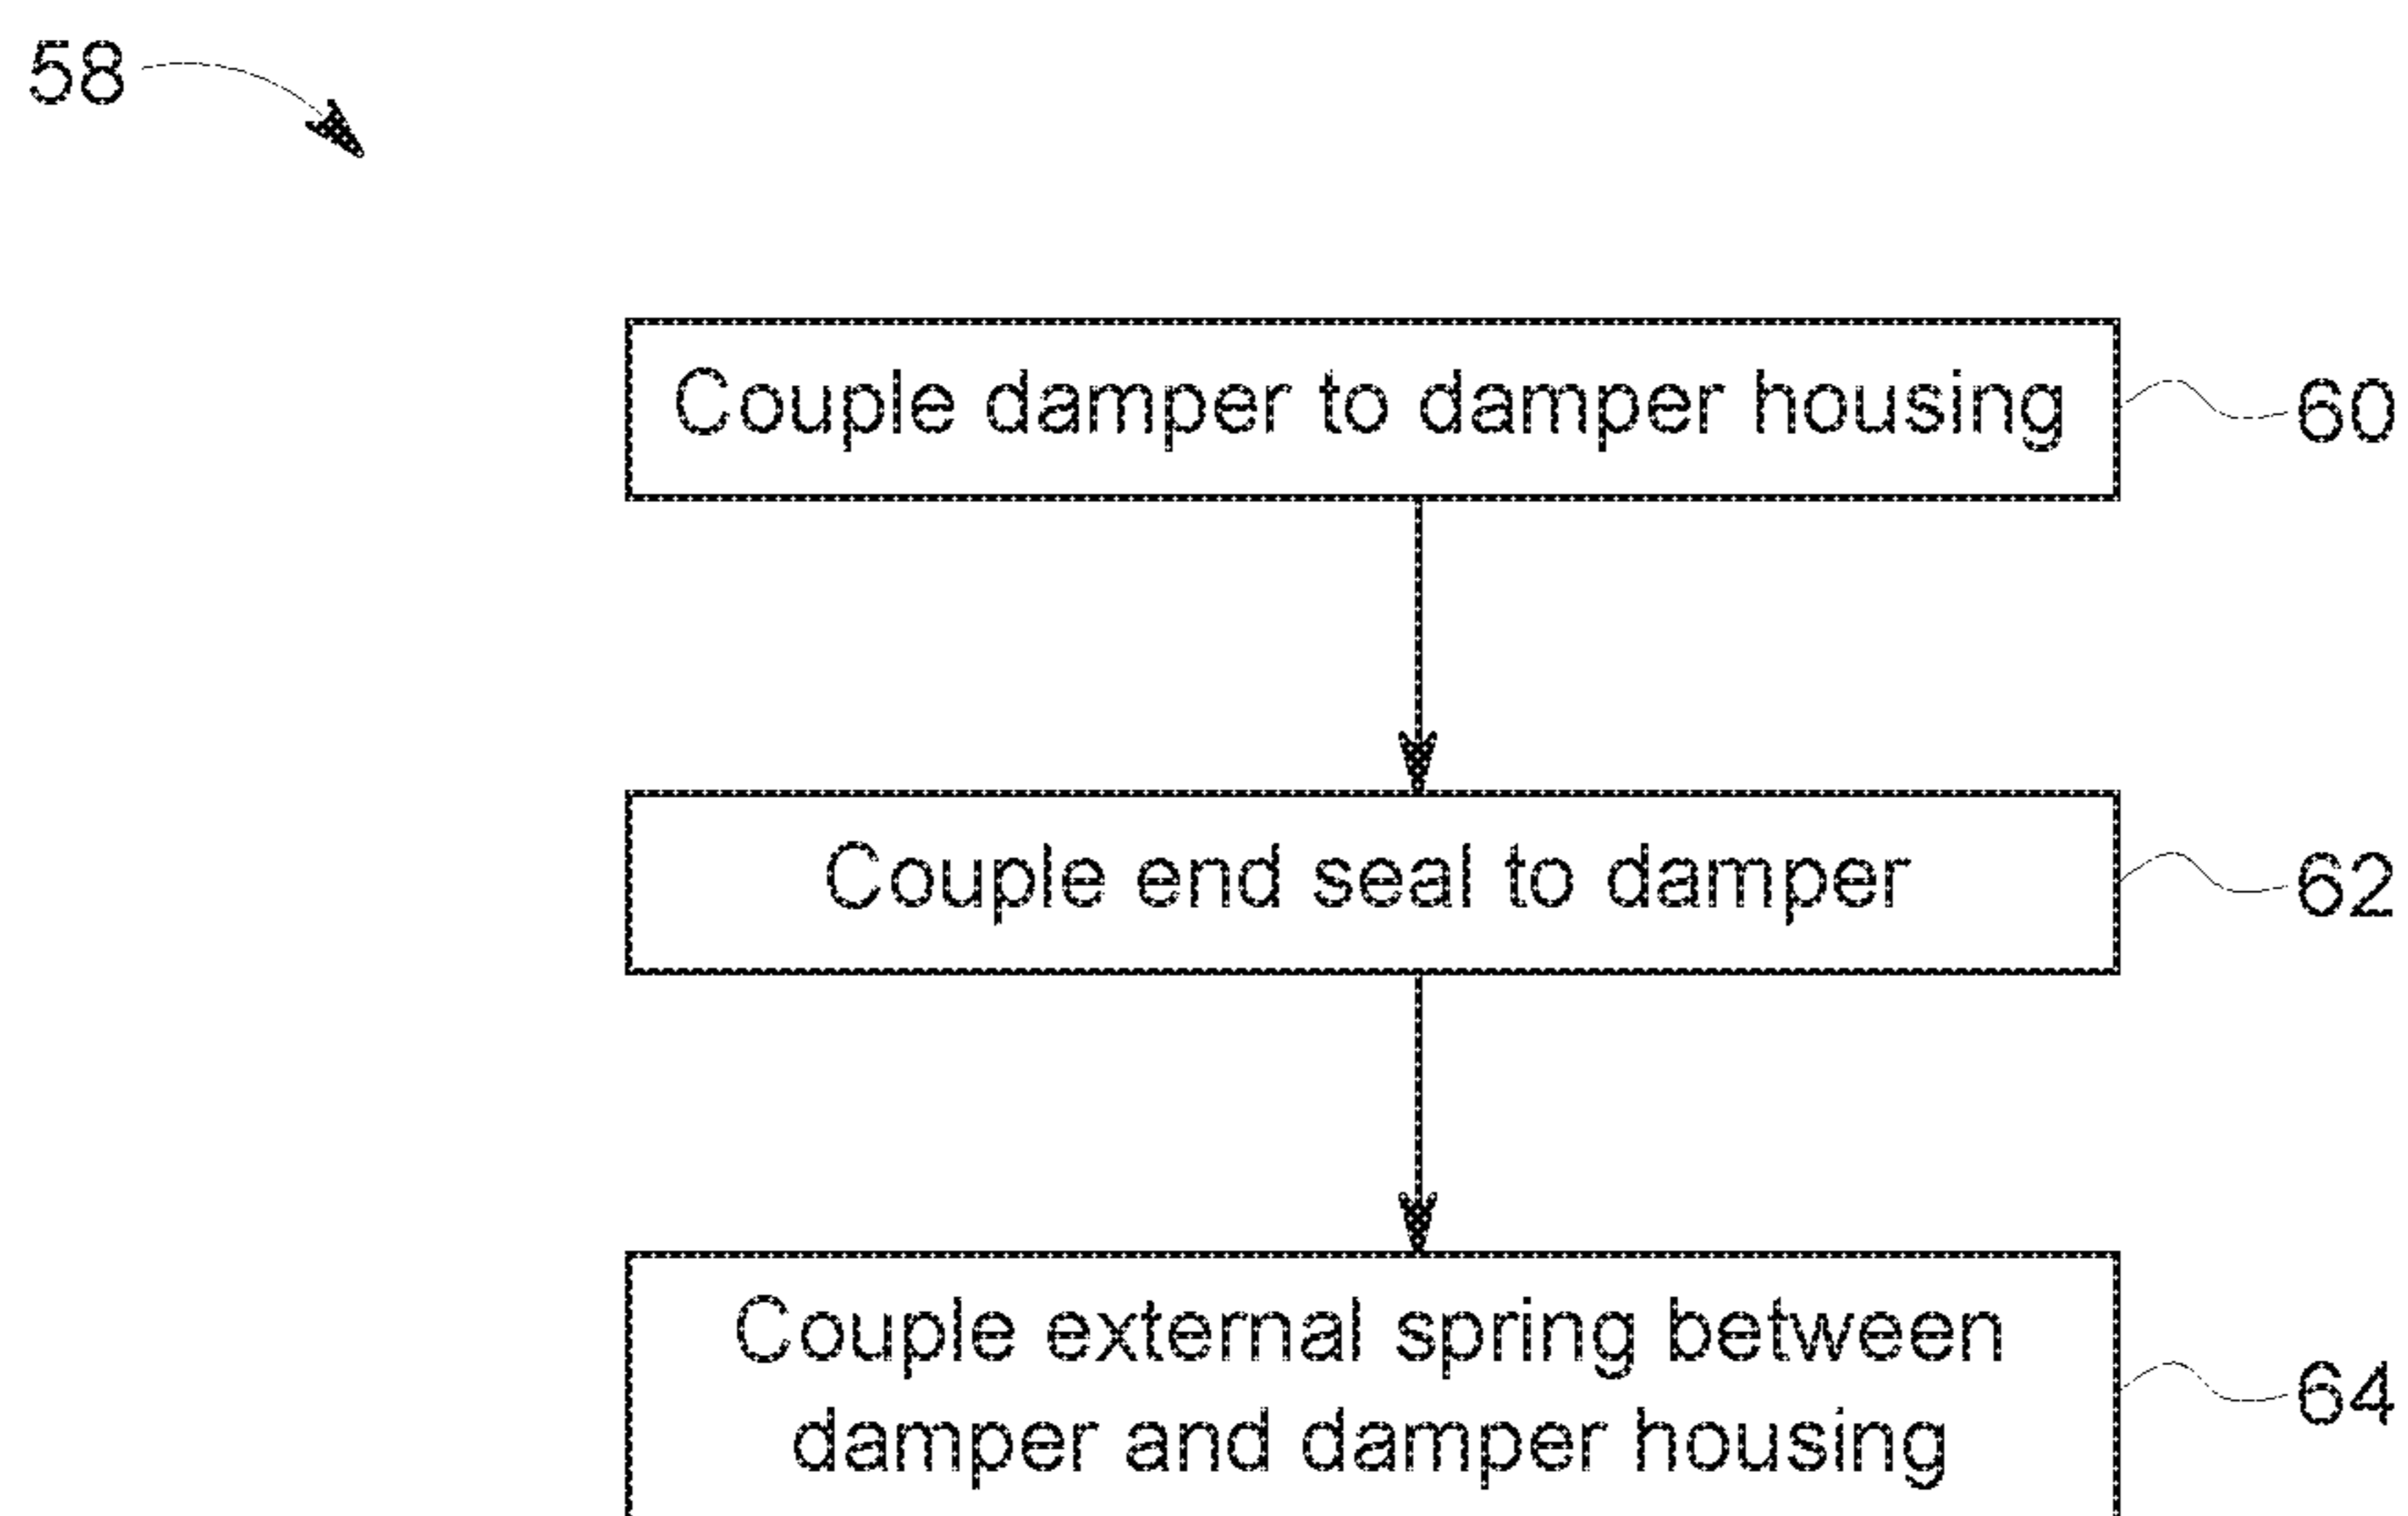 58
Couple damper to damper housing
60
Couple end seal to damper
62
Couple external spring between
damper and damper housing
64